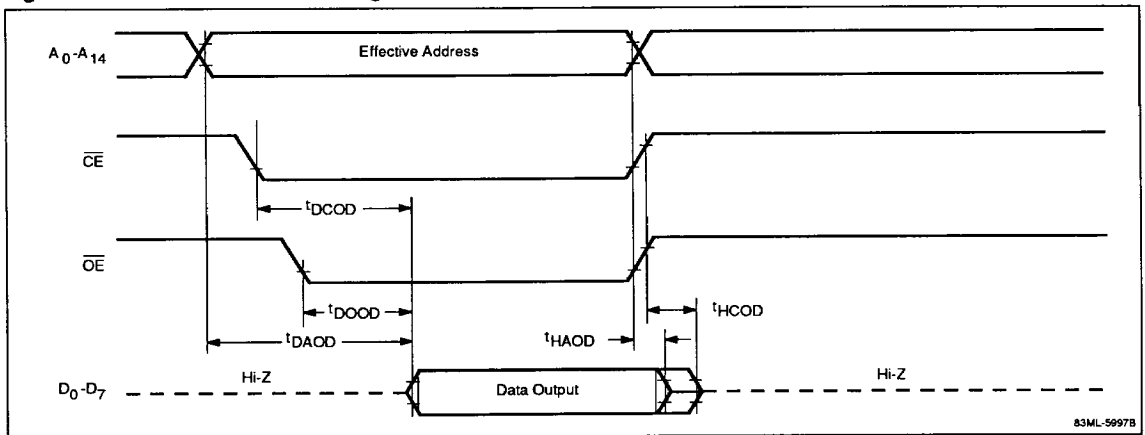 A0-A14
Effective Address
CE
tDCOD
OE
tDOOD
tHCOD
tDAOD
tHAOD
Hi-Z
Hi-Z
D0-D7
Data Output
83ML-5997B